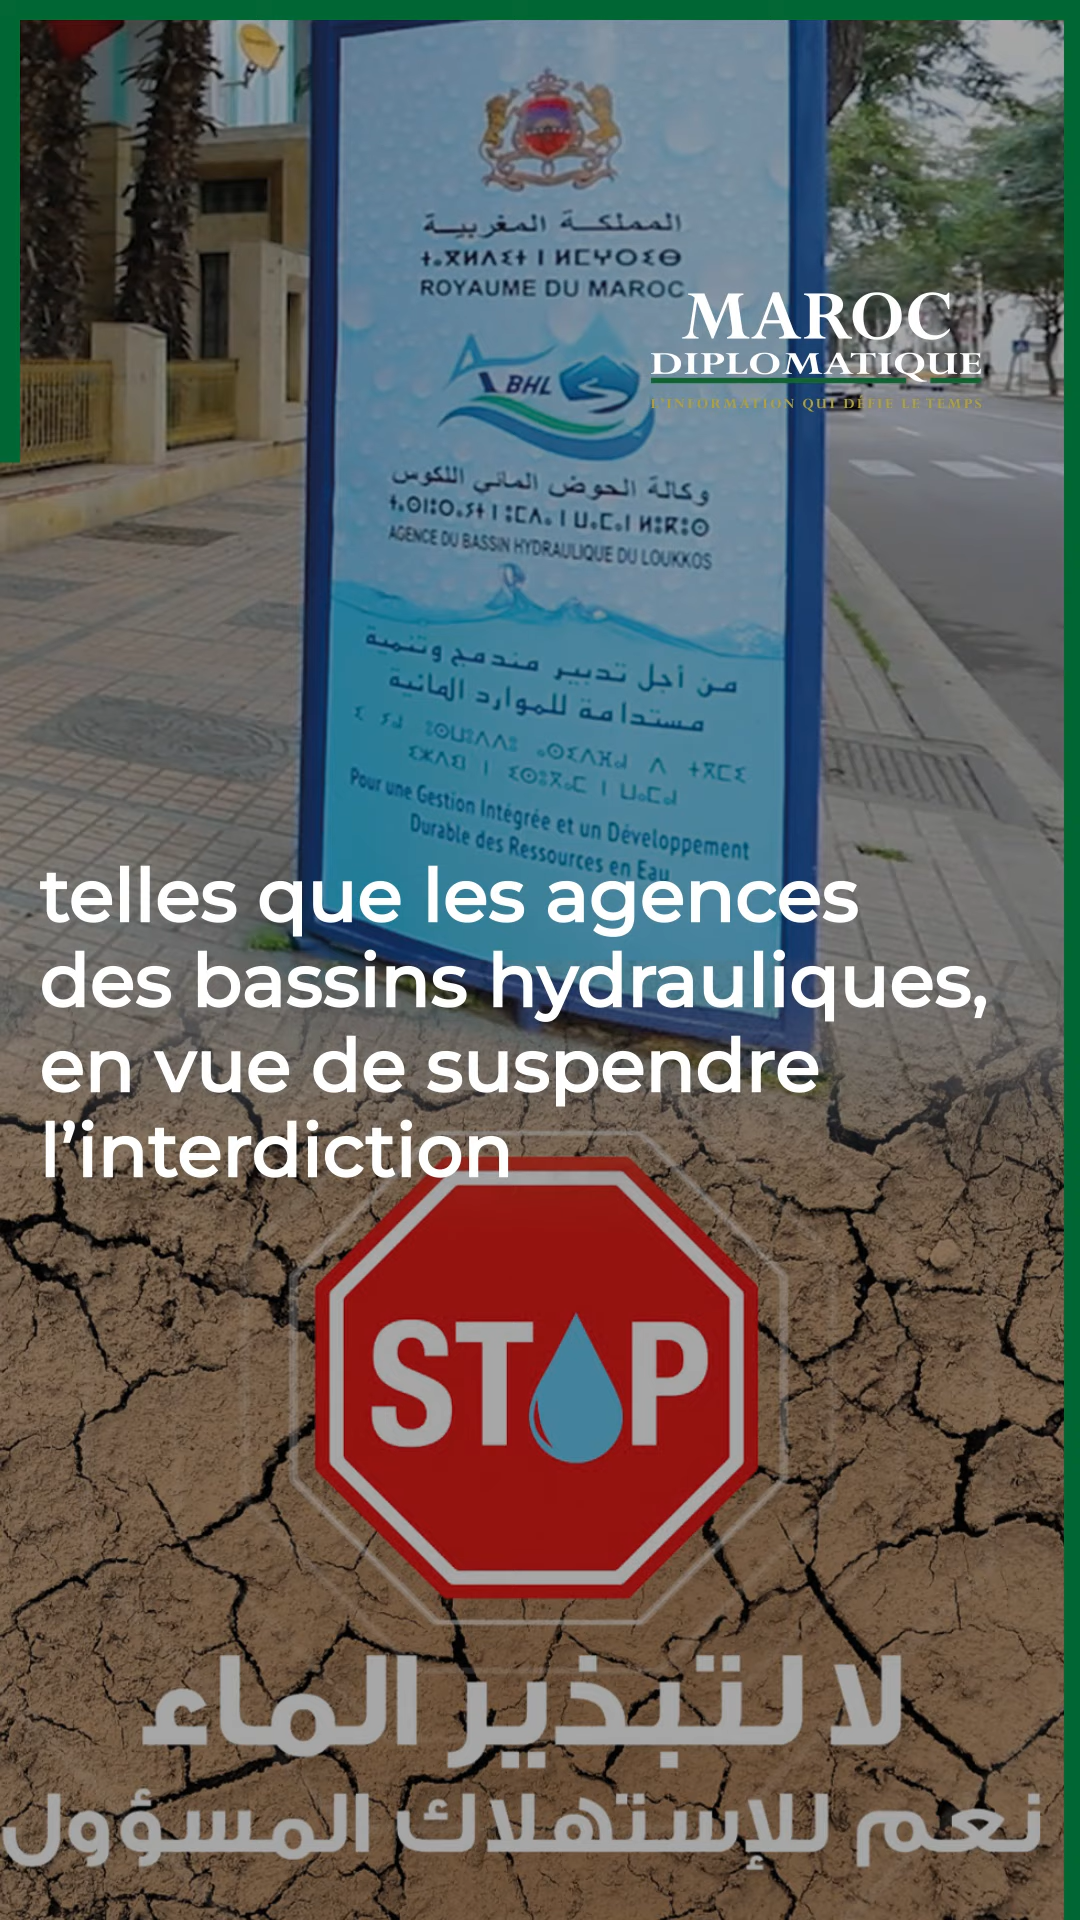 المملكة المغربية
ⵜⴰⴳⵍⴷⵉⵜ ⵏ ⵍⵎⵖⵔⵉⴱ
ROYAUME DU MAROC
MAROC
DIPLOMATIQUE
L'INFORMATION QUI DÉFIE LE TEMPS
ABHL
وكالة الحوض المائي اللكوس
AGENCE DU BASSIN HYDRAULIQUE DU LOUKKOS
من أجل تدبير مندمج وتنمية
مستدامة للموارد المائية
Pour une Gestion Intégrée et un Développement
Durable des Ressources en Eau
telles que les agences
des bassins hydrauliques,
en vue de suspendre
l’interdiction
STOP
لا لتبذير الماء
نعم للإستهلاك المسؤول